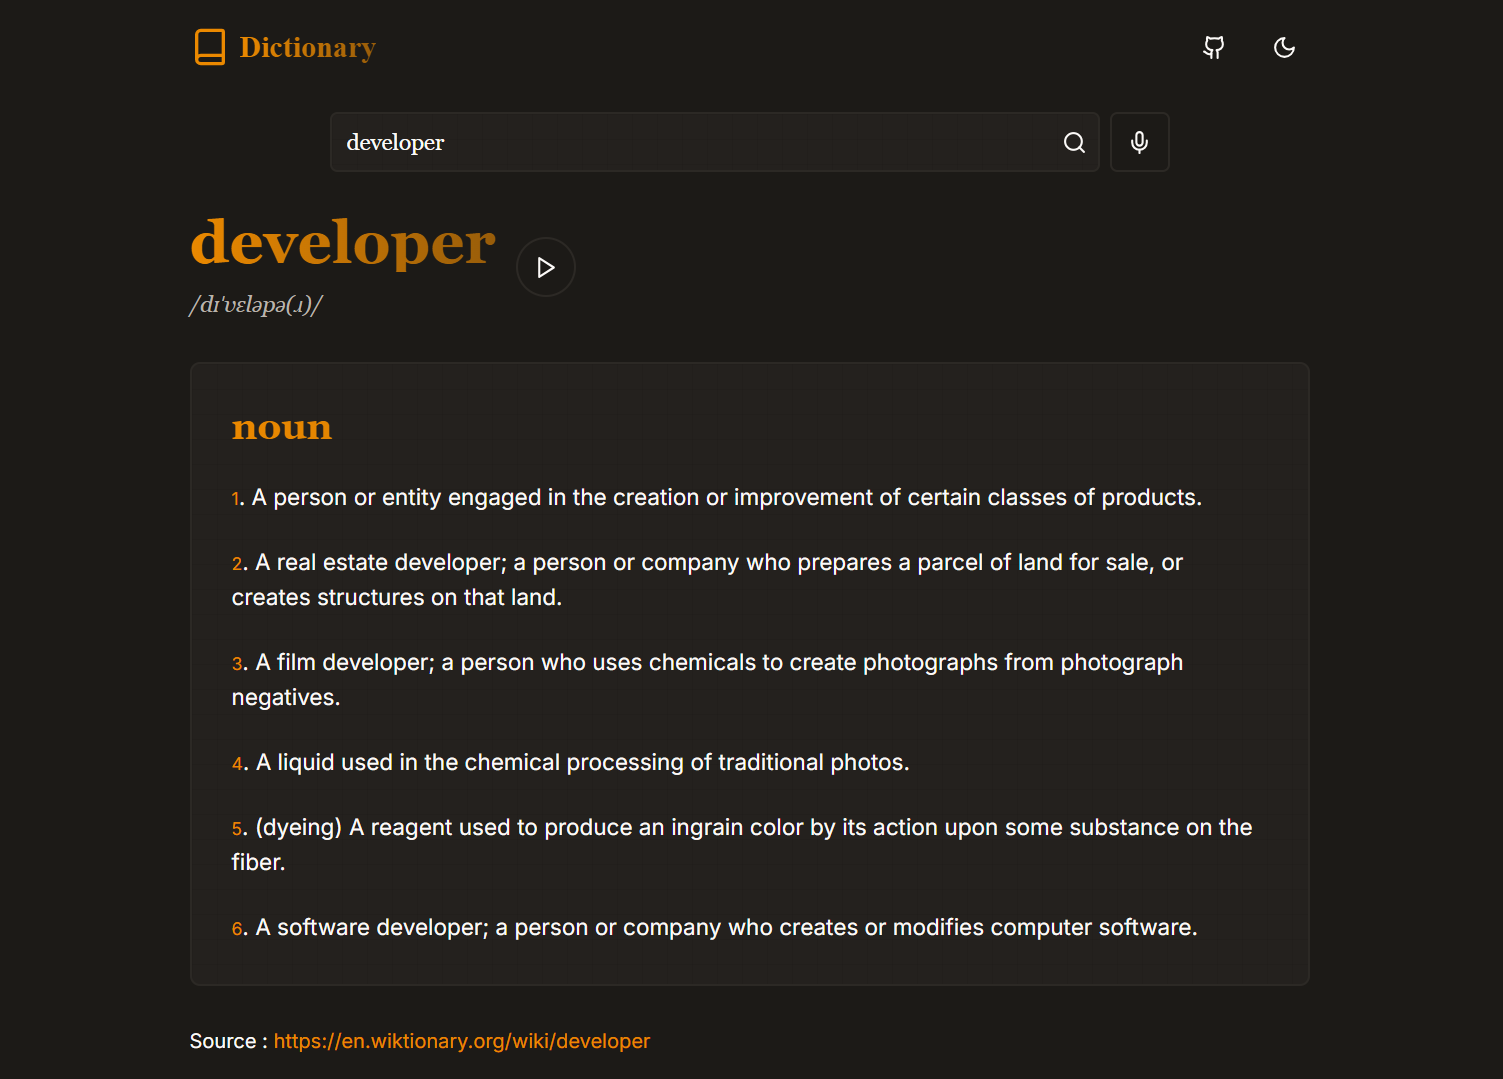 Dictionary
developer
developer
/dɪˈvɛləpə(ɹ)/
noun
1. A person or entity engaged in the creation or improvement of certain classes of products.
2. A real estate developer; a person or company who prepares a parcel of land for sale, or
creates structures on that land.
3. A film developer; a person who uses chemicals to create photographs from photograph
negatives.
4. A liquid used in the chemical processing of traditional photos.
5. (dyeing) A reagent used to produce an ingrain color by its action upon some substance on the
fiber.
6. A software developer; a person or company who creates or modifies computer software.
Source : https://en.wiktionary.org/wiki/developer